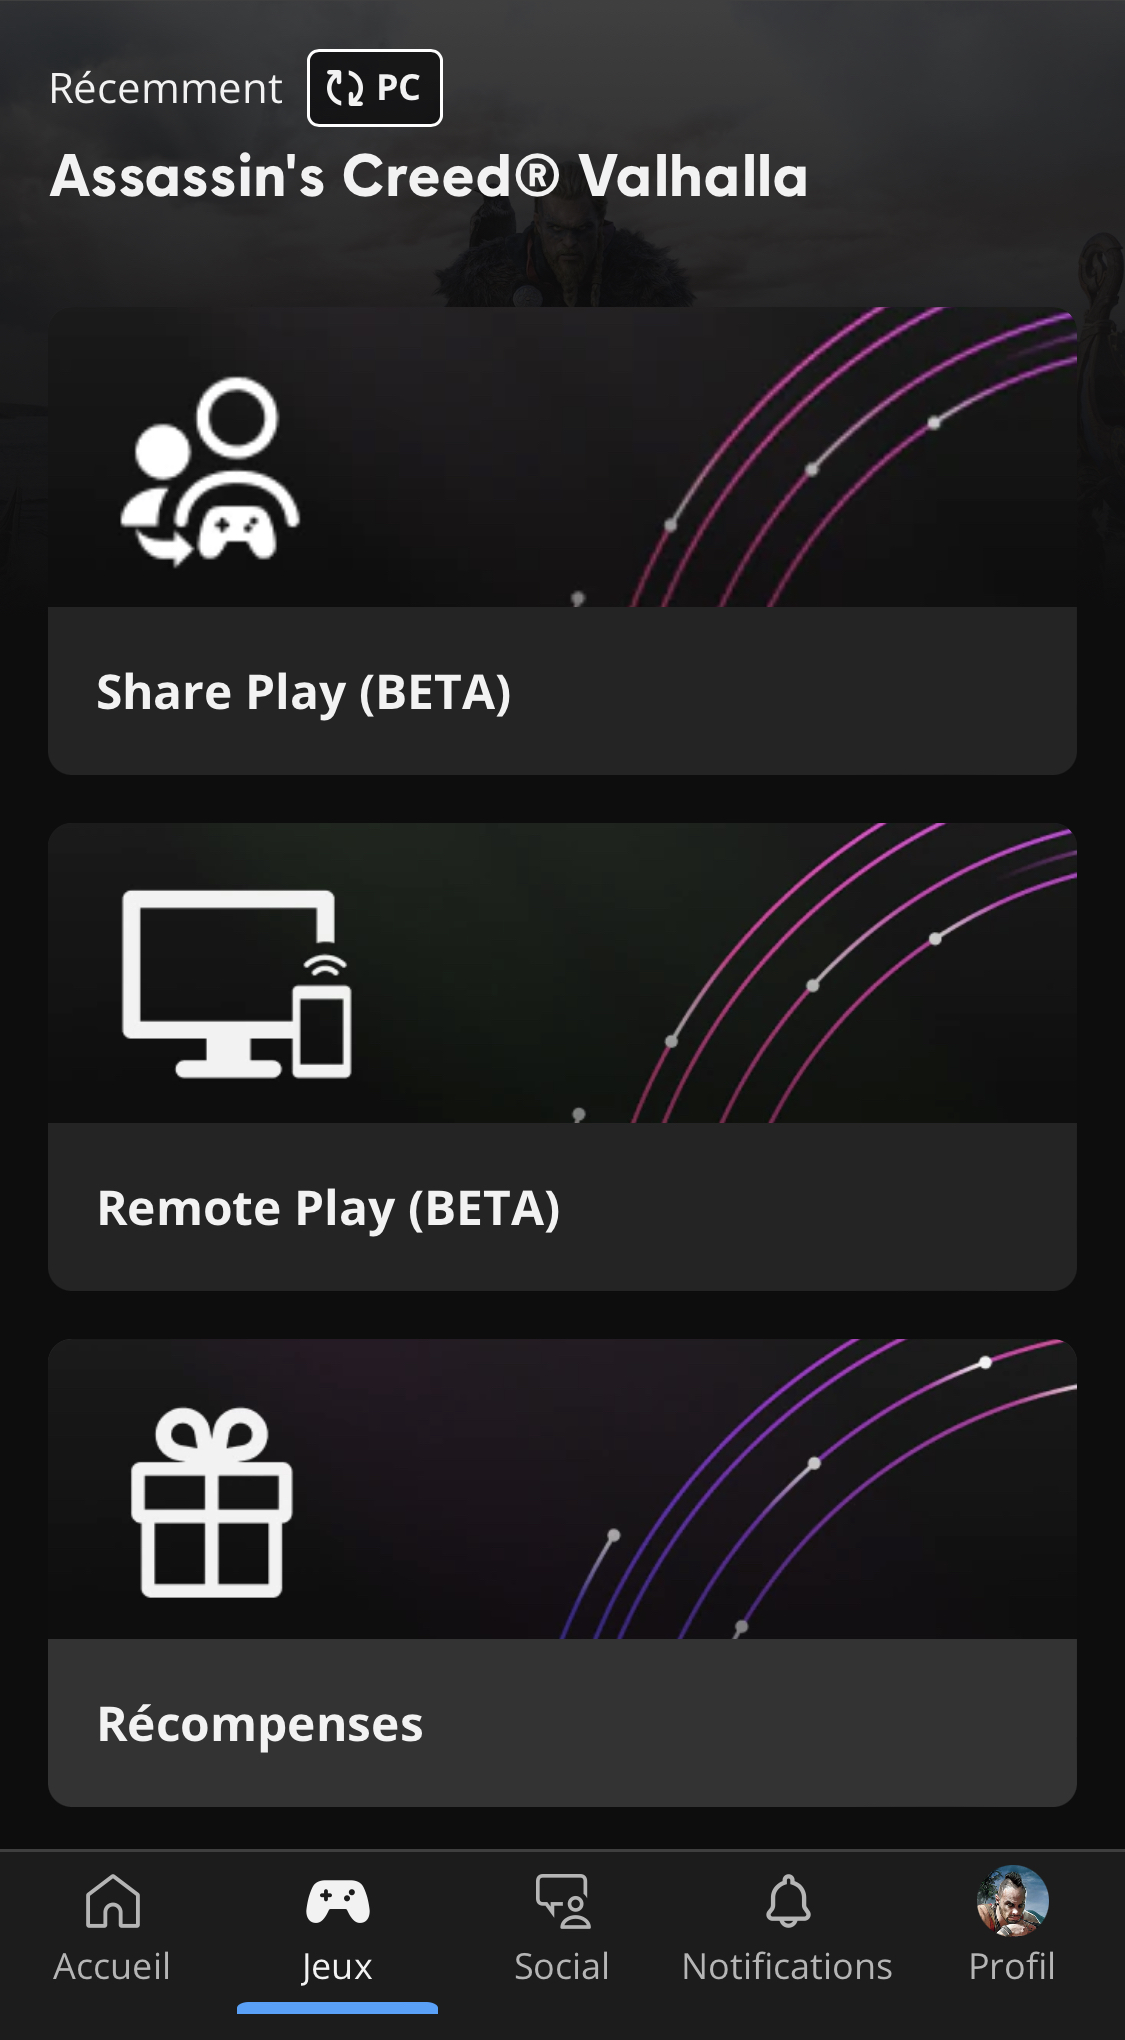 Récemment PC
Assassin's Creed® Valhalla
Share Play (BETA)
Remote Play (BETA)
Récompenses
Accueil Jeux Social Notifications Profil